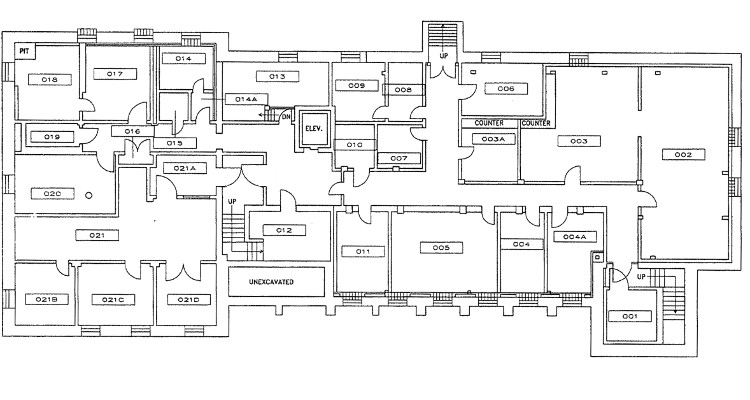 PIT
UP
014
018
017
013
009
008
006
014A
DN
ELEV.
COUNTER
COUNTER
016
019
015
010
007
003A
003
002
021A
020
UP
012
021
011
005
004
004A
UNEXCAVATED
UP
021B
021C
021D
001